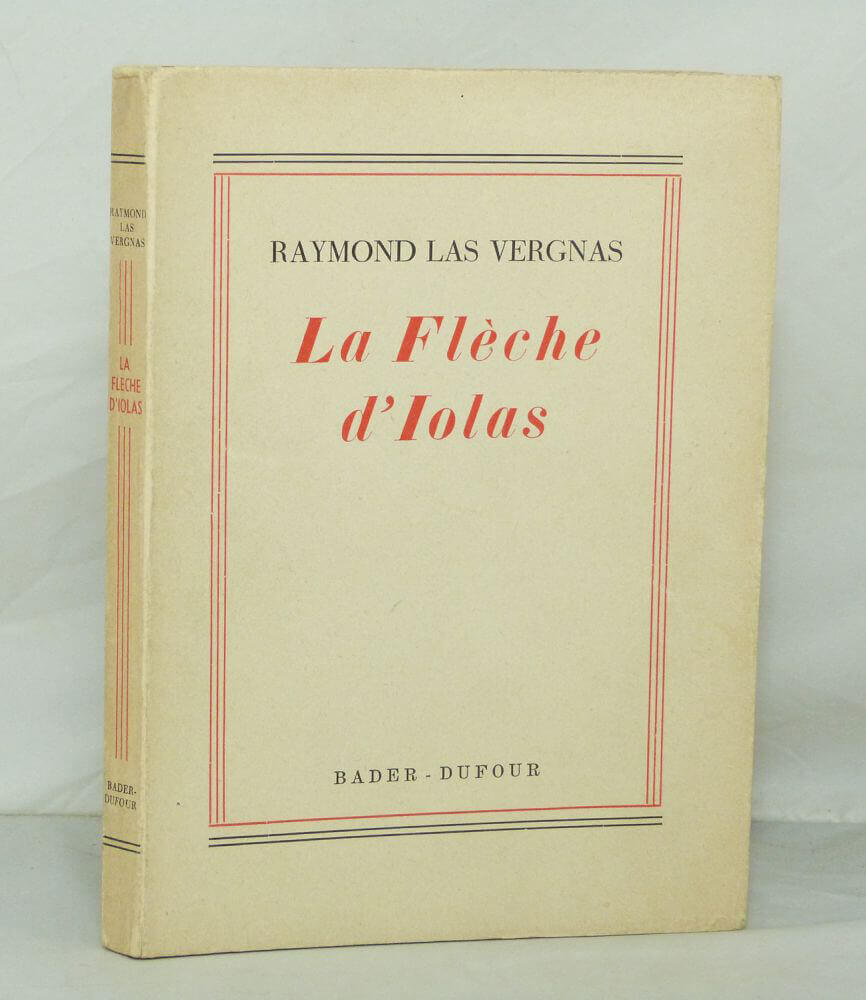 RAYMOND
LAS
VERGNAS
LA
FLECHE
D'IOLAS
BADER-
DUFOUR
RAYMOND LAS VERGNAS
La Flèche
d'Iolas
BADER - DUFOUR